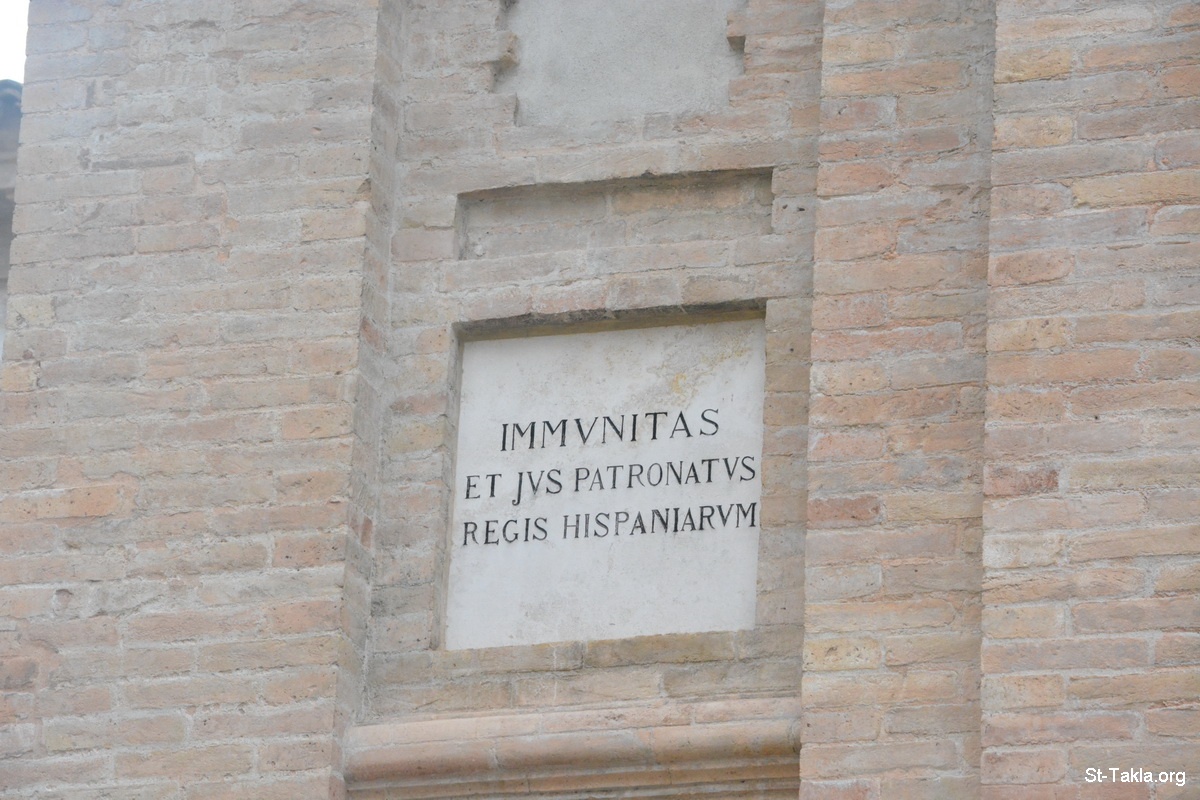 IMMVNITAS
ET JVS PATRONATVS
REGIS HISPANIARVM
St-Takla.org